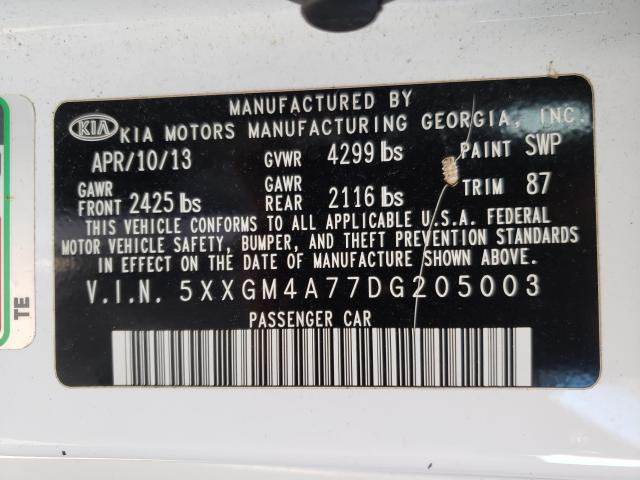 MANUFACTURED BY
KIA KIA MOTORS MANUFACTURING GEORGIA, INC.
APR/10/13 GVWR 4299 lbs PAINT SWP
GAWR FRONT 2425 lbs GAWR REAR 2116 lbs TRIM 87
THIS VEHICLE CONFORMS TO ALL APPLICABLE U.S.A. FEDERAL
MOTOR VEHICLE SAFETY, BUMPER, AND THEFT PREVENTION STANDARDS
IN EFFECT ON THE DATE OF MANUFACTURE SHOWN ABOVE.
V.I.N. 5XXGM4A77DG205003
PASSENGER CAR
TE